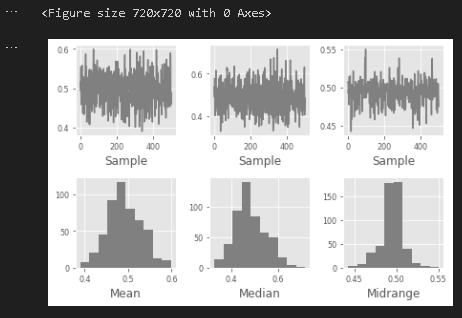 ... <Figure size 720x720 with 0 Axes>
...
0.6 0.5 0.4
0 200 400
Sample
0.6 0.4
0 200 400
Sample
0.55 0.50 0.45
0 200 400
Sample
100 50 0
0.4 0.5 0.6
Mean
100 50 0
0.4 0.6
Median
150 100 50 0
0.45 0.50 0.55
Midrange